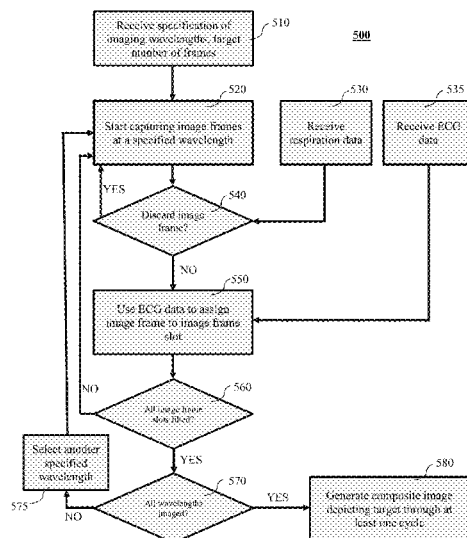 500
510
Receive specification of
imaging wavelengths, target
number of frames
520
Start capturing image frames
at a specified wavelength
530
Receive
respiration data
535
Receive ECG
data
YES
540
Discard image
frame?
NO
550
Use ECG data to assign
image frame to image frame
slot
NO
560
All image frame
slots filled?
YES
Select another
specified
wavelength
575
570
All wavelengths
imaged?
NO
YES
580
Generate composite image
depicting target through at
least one cycle